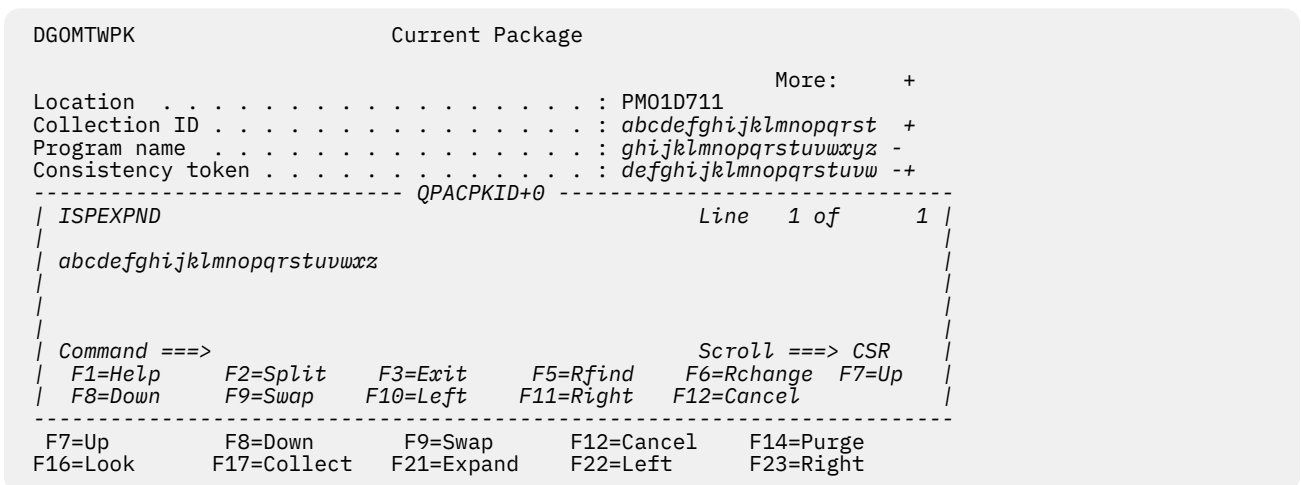 DGOMTWPK Current Package
More: +
Location . . . . . . . . . . . . . . . . . : PMO1D711
Collection ID . . . . . . . . . . . . . . . : abcdefghijklmnopqrst +
Program name . . . . . . . . . . . . . . . : ghijklmnopqrstuvwxyz -
Consistency token . . . . . . . . . . . . . : defghijklmnopqrstuvw -+
----------------------------- QPACPKID+0 -------------------------------
| ISPEXPND Line 1 of 1 |
| |
| abcdefghijklmnopqrstuvwxz |
| |
| |
| |
| Command ===> Scroll ===> CSR |
| F1=Help F2=Split F3=Exit F5=Rfind F6=Rchange F7=Up |
| F8=Down F9=Swap F10=Left F11=Right F12=Cancel |
------------------------------------------------------------------------
F7=Up F8=Down F9=Swap F12=Cancel F14=Purge
F16=Look F17=Collect F21=Expand F22=Left F23=Right